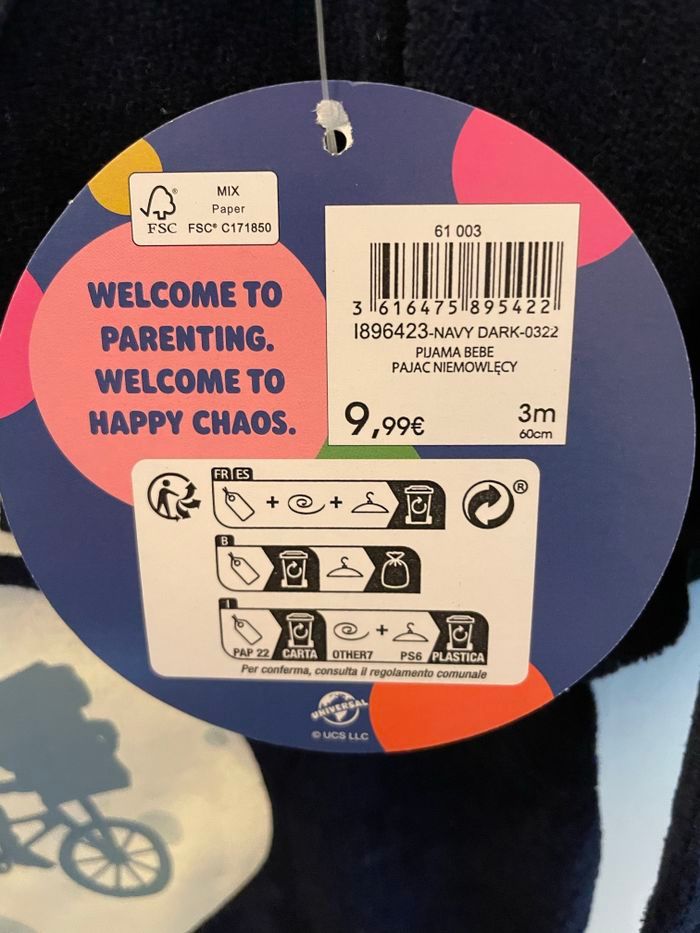 MIX
Paper
FSC® C171850
FSC
WELCOME TO
PARENTING.
WELCOME TO
HAPPY CHAOS.
61 003
3 616475 895422
I896423-NAVY DARK-0322
PIJAMA BEBE
PAJAC NIEMOWLĘCY
9,99€
3m
60cm
FR ES
+ + 
®
B
I
+
PAP 22 CARTA OTHER7 PS6 PLASTICA
Per conferma, consulta il regolamento comunale
UNIVERSAL
© UCS LLC